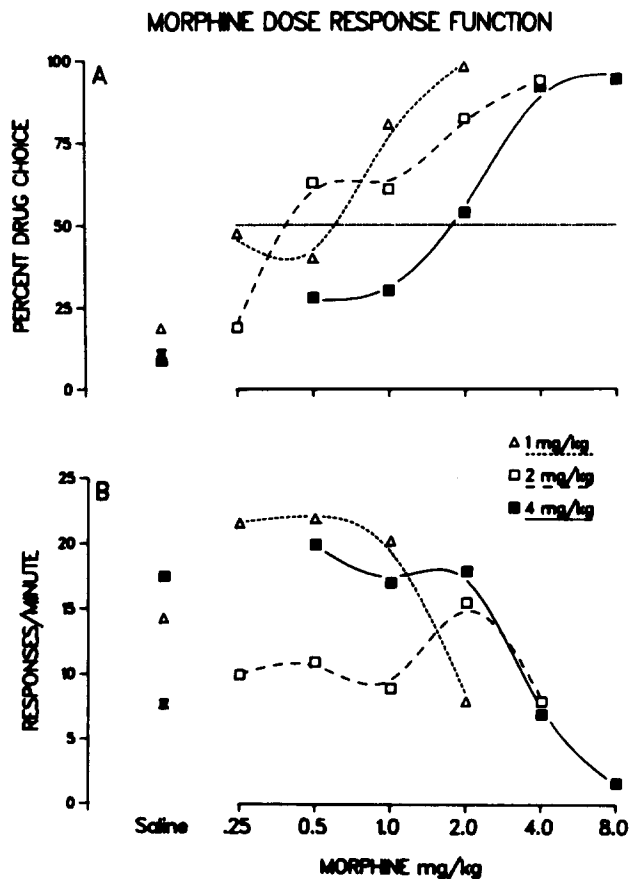 MORPHINE DOSE RESPONSE FUNCTION
A
PERCENT DRUG CHOICE
100
75
50
25
0
B
RESPONSES/MINUTE
25
20
15
10
5
0
1 mg/kg
2 mg/kg
4 mg/kg
Saline .25 0.5 1.0 2.0 4.0 8.0
MORPHINE mg/kg